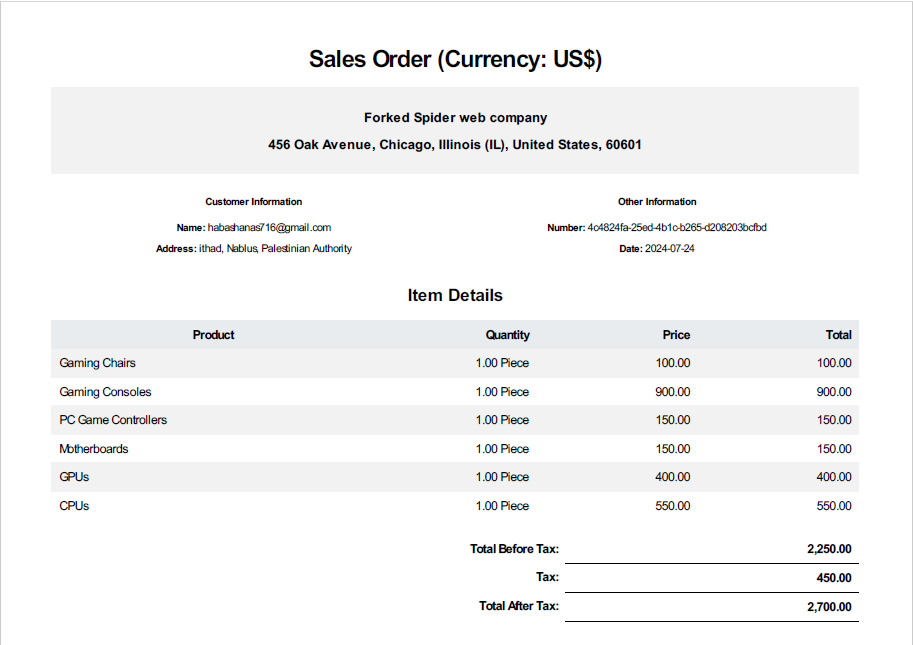 Sales Order (Currency: US$)
Forked Spider web company
456 Oak Avenue, Chicago, Illinois (IL), United States, 60601
Customer Information
Name: habashanas716@gmail.com
Address: ithad, Nablus, Palestinian Authority
Other Information
Number: 4c4824fa-25ed-4b1c-b265-d208203bcfbd
Date: 2024-07-24
Item Details
Product Quantity Price Total
Gaming Chairs 1.00 Piece 100.00 100.00
Gaming Consoles 1.00 Piece 900.00 900.00
PC Game Controllers 1.00 Piece 150.00 150.00
Motherboards 1.00 Piece 150.00 150.00
GPUs 1.00 Piece 400.00 400.00
CPUs 1.00 Piece 550.00 550.00
Total Before Tax: 2,250.00
Tax: 450.00
Total After Tax: 2,700.00